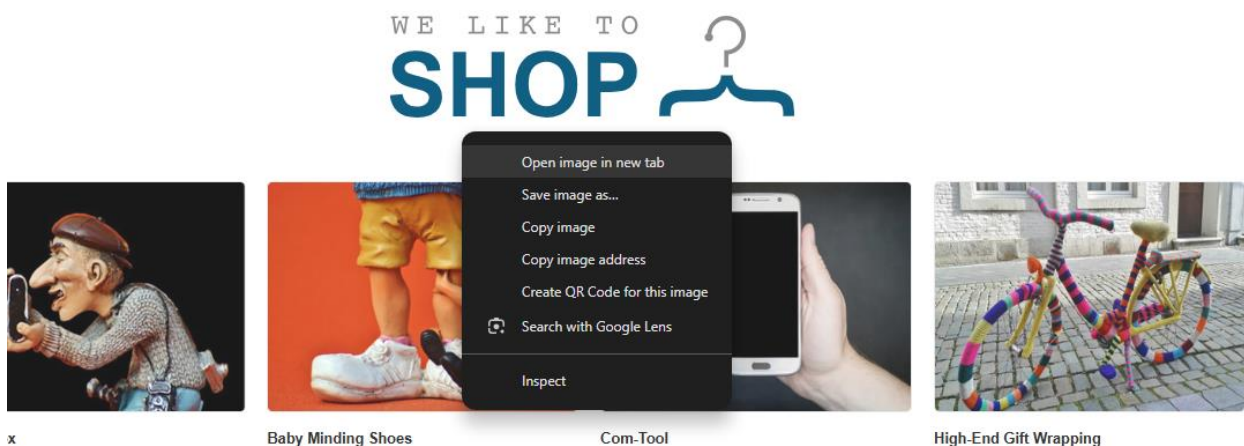 WE LIKE TO
SHOP
Open image in new tab
Save image as...
Copy image
Copy image address
Create QR Code for this image
Search with Google Lens
Inspect
x
Baby Minding Shoes
Com-Tool
High-End Gift Wrapping